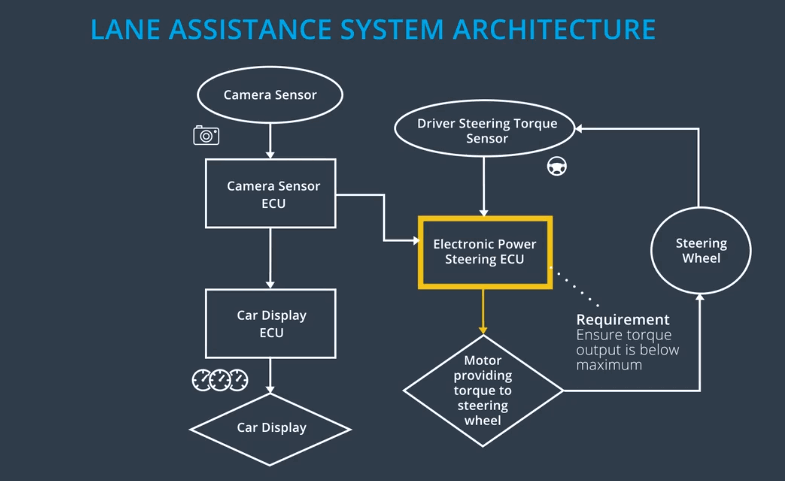 LANE ASSISTANCE SYSTEM ARCHITECTURE
Camera Sensor
Driver Steering Torque
Sensor
Camera Sensor
ECU
Electronic Power
Steering ECU
Steering
Wheel
Car Display
ECU
Requirement
Ensure torque
output is below
maximum
Motor
providing
torque to
steering
wheel
Car Display